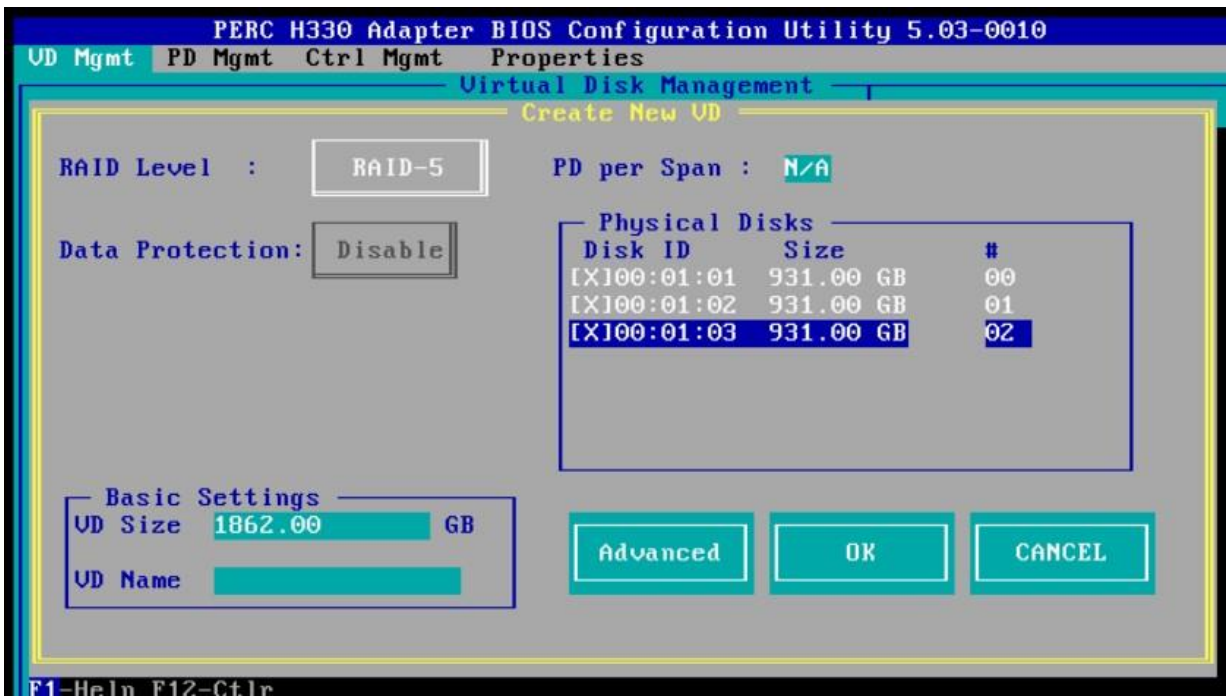 PERC H330 Adapter BIOS Configuration Utility 5.03-0010
VD Mgmt PD Mgmt Ctrl Mgmt Properties
Virtual Disk Management
Create New VD
RAID Level : RAID-5 PD per Span : N/A
Physical Disks
Data Protection: Disable Disk ID Size #
[X]00:01:01 931.00 GB 00
[X]00:01:02 931.00 GB 01
[X]00:01:03 931.00 GB 02
Basic Settings
VD Size 1862.00 GB
Advanced OK CANCEL
VD Name
F1-Help F12-Ctlr